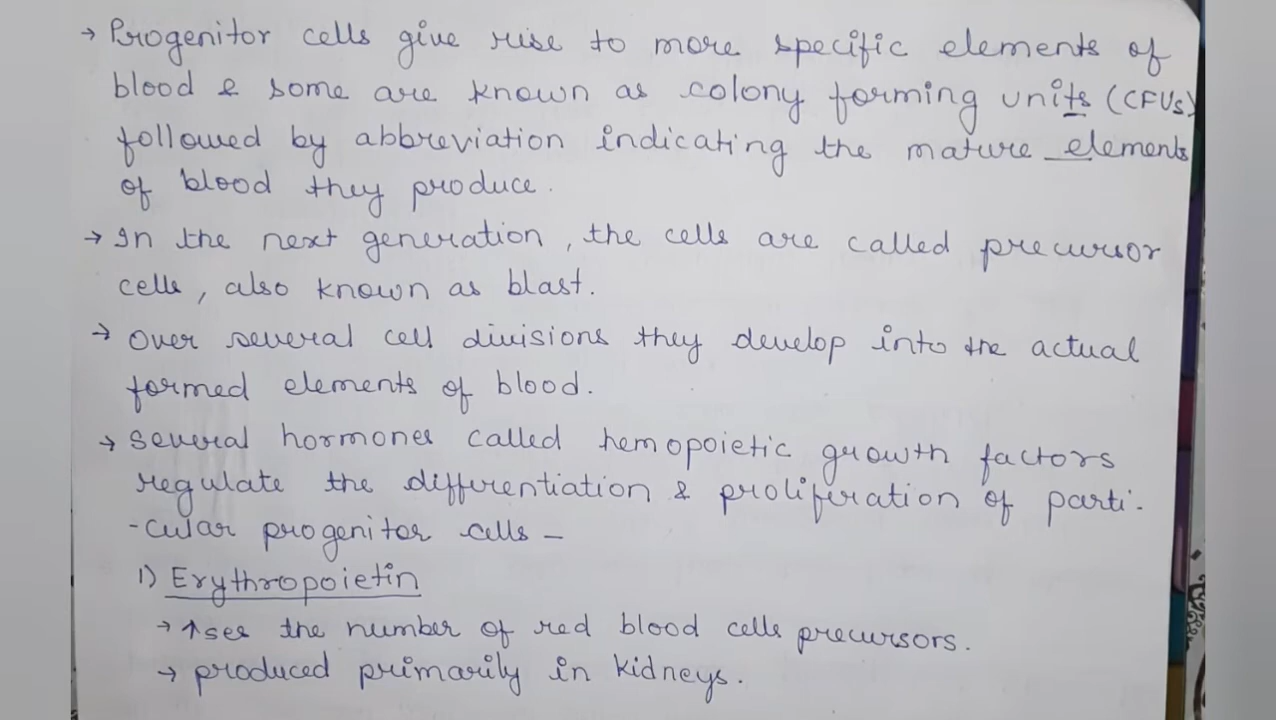 → Progenitor cells give rise to more specific elements of
blood & some are known as colony forming units (CFUs)
followed by abbreviation indicating the mature elements
of blood they produce.
→ In the next generation, the cells are called precursor
cells, also known as blast.
→ Over several cell divisions they develop into the actual
formed elements of blood.
→ Several hormones called hemopoietic growth factors
regulate the differentiation & proliferation of parti-
-cular progenitor cells –
1) Erythropoietin
→ ↑ses the number of red blood cells precursors.
→ produced primarily in kidneys.